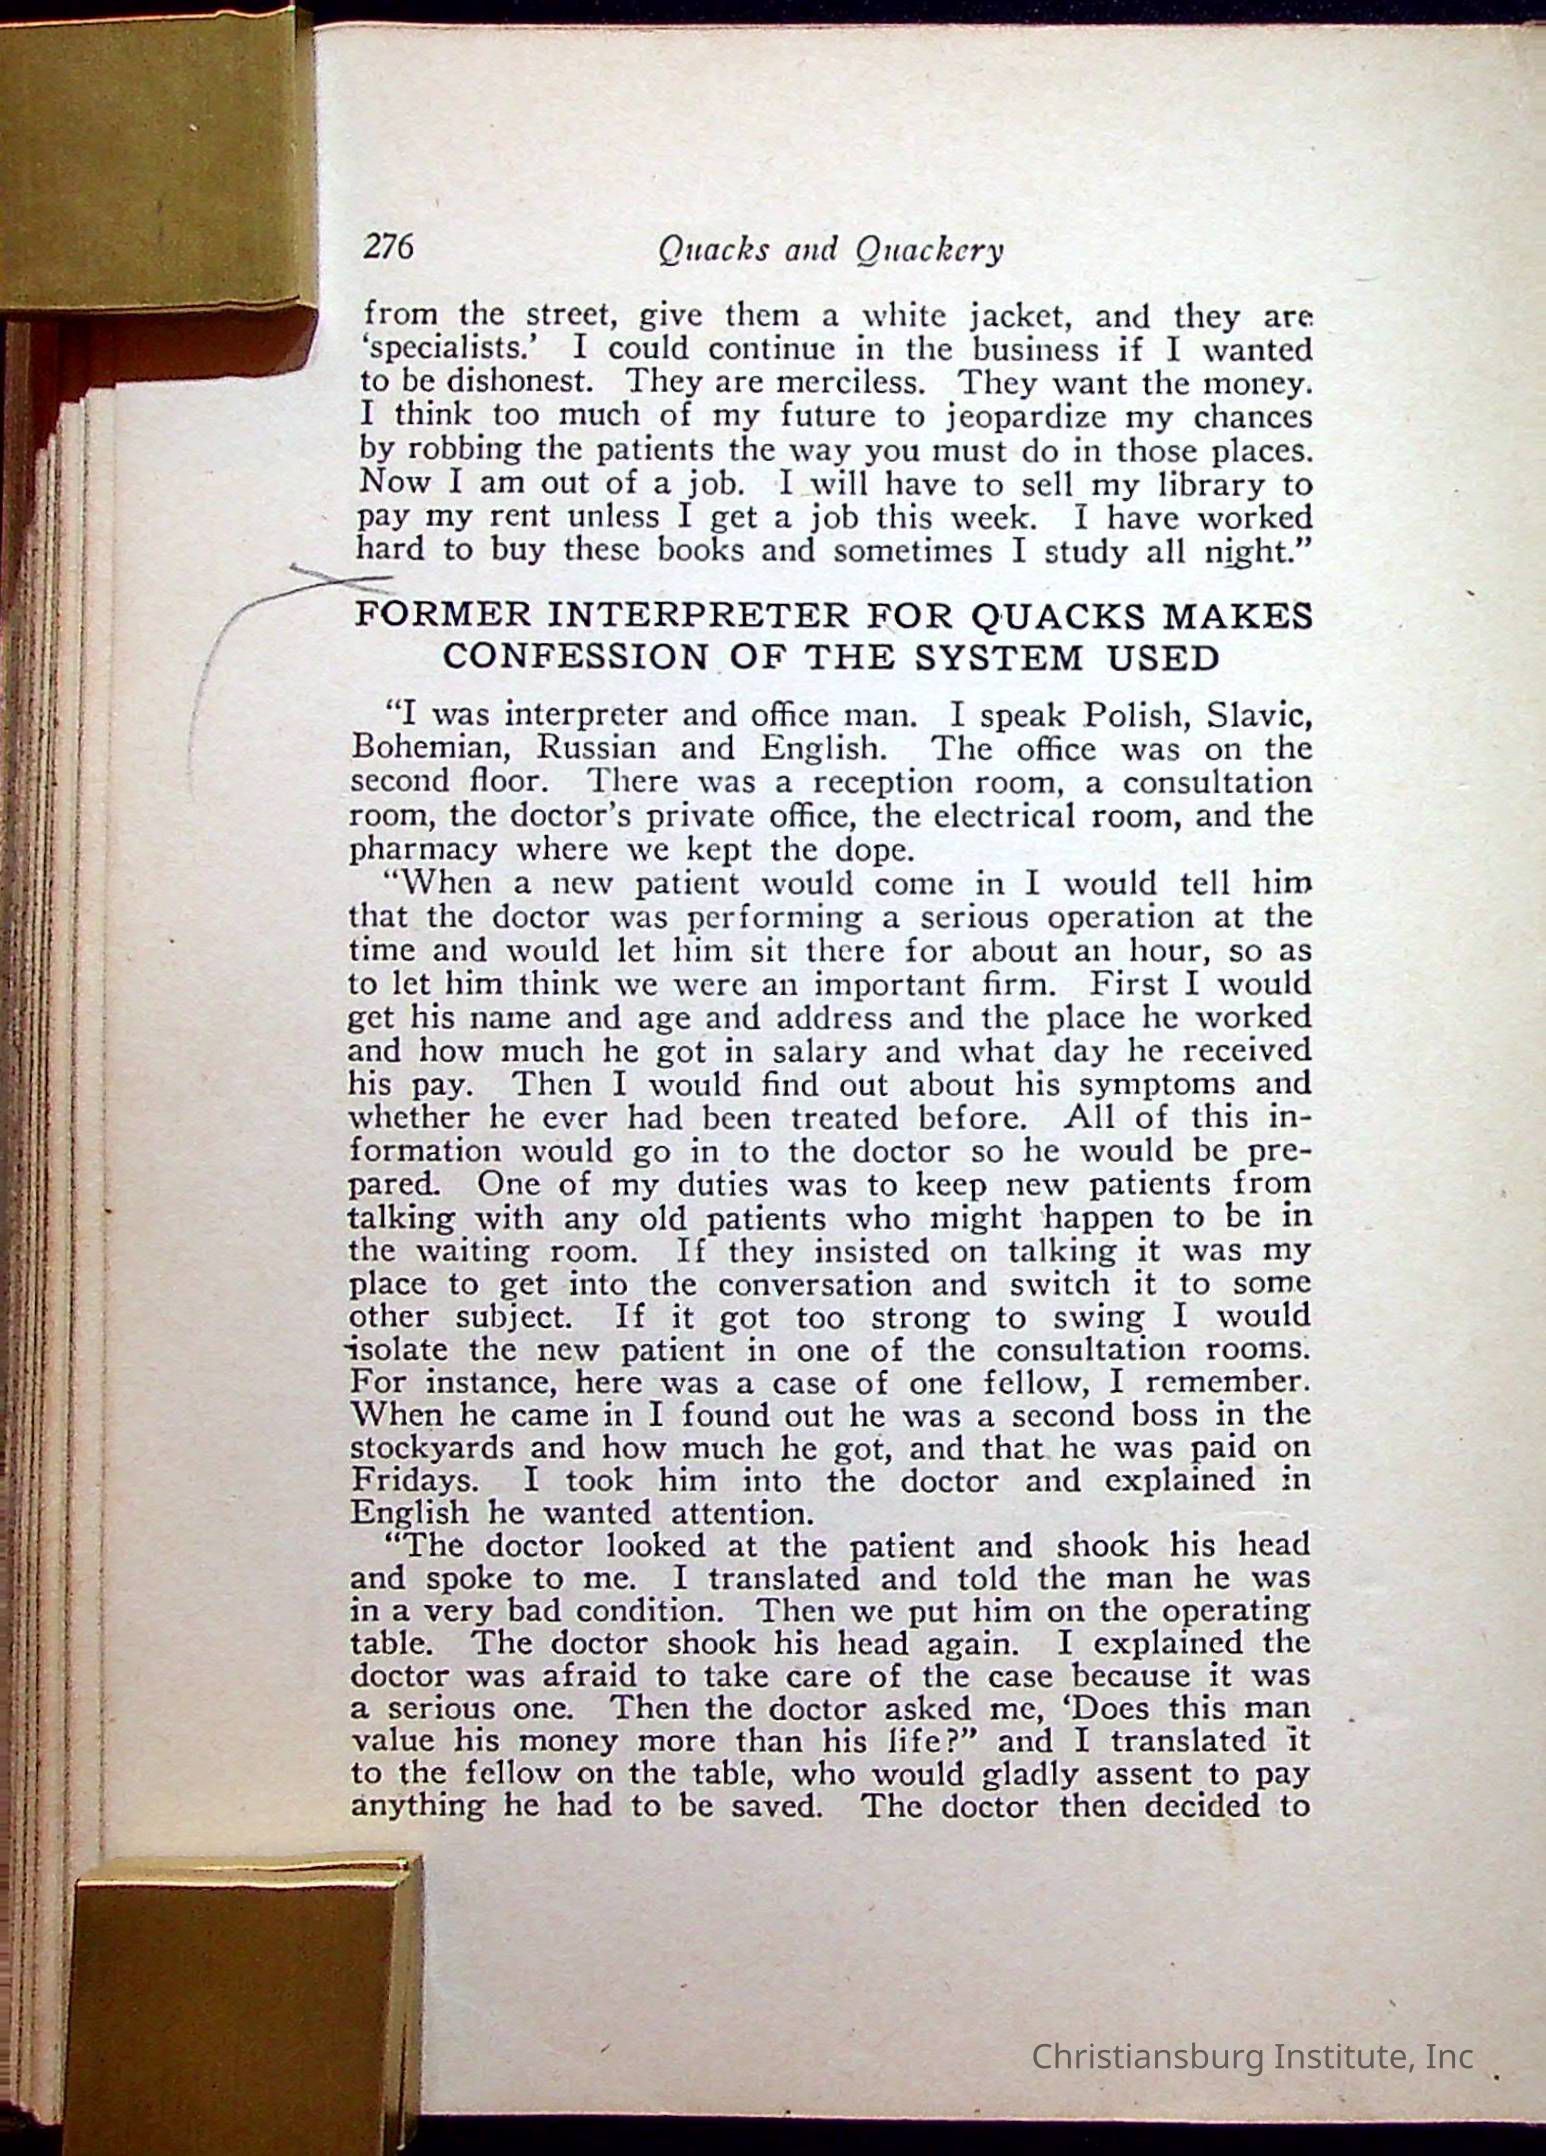 276 Quacks and Quackery
from the street, give them a white jacket, and they are
‘specialists.’ I could continue in the business if I wanted
to be dishonest. They are merciless. They want the money.
I think too much of my future to jeopardize my chances
by robbing the patients the way you must do in those places.
Now I am out of a job. I will have to sell my library to
pay my rent unless I get a job this week. I have worked
hard to buy these books and sometimes I study all night.”
FORMER INTERPRETER FOR QUACKS MAKES
CONFESSION OF THE SYSTEM USED
“I was interpreter and office man. I speak Polish, Slavic,
Bohemian, Russian and English. The office was on the
second floor. There was a reception room, a consultation
room, the doctor’s private office, the electrical room, and the
pharmacy where we kept the dope.
“When a new patient would come in I would tell him
that the doctor was performing a serious operation at the
time and would let him sit there for about an hour, so as
to let him think we were an important firm. First I would
get his name and age and address and the place he worked
and how much he got in salary and what day he received
his pay. Then I would find out about his symptoms and
whether he ever had been treated before. All of this in-
formation would go in to the doctor so he would be pre-
pared. One of my duties was to keep new patients from
talking with any old patients who might happen to be in
the waiting room. If they insisted on talking it was my
place to get into the conversation and switch it to some
other subject. If it got too strong to swing I would
isolate the new patient in one of the consultation rooms.
For instance, here was a case of one fellow, I remember.
When he came in I found out he was a second boss in the
stockyards and how much he got, and that he was paid on
Fridays. I took him into the doctor and explained in
English he wanted attention.
“The doctor looked at the patient and shook his head
and spoke to me. I translated and told the man he was
in a very bad condition. Then we put him on the operating
table. The doctor shook his head again. I explained the
doctor was afraid to take care of the case because it was
a serious one. Then the doctor asked me, ‘Does this man
value his money more than his life?” and I translated it
to the fellow on the table, who would gladly assent to pay
anything he had to be saved. The doctor then decided to
Christiansburg Institute, Inc